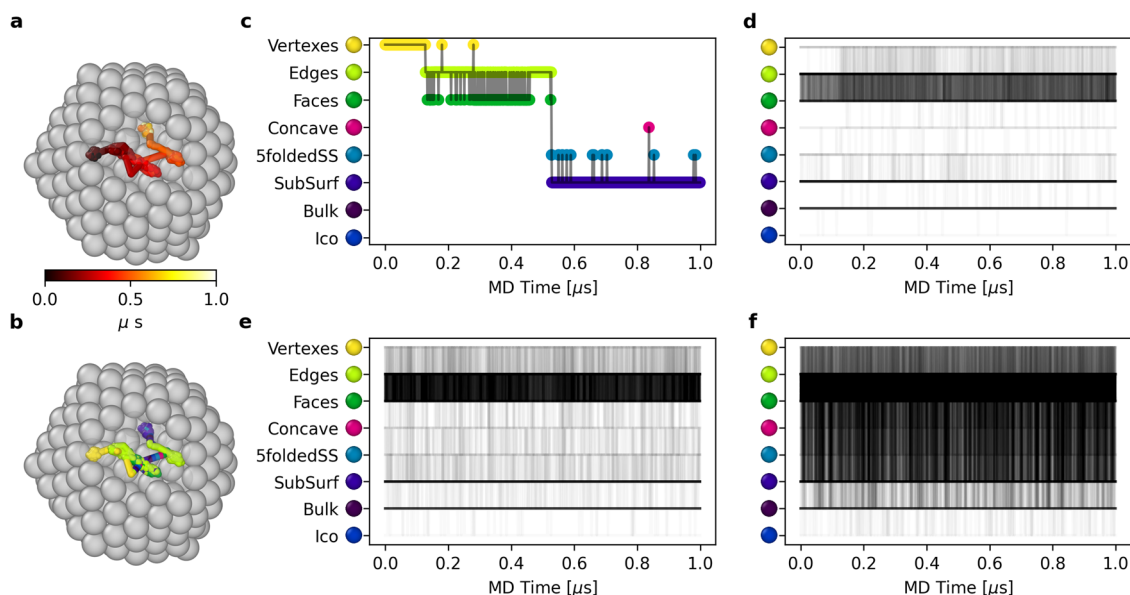 a
0.0 0.5 1.0
μ s
b
c
Vertexes
Edges
Faces
Concave
5foldedSS
SubSurf
Bulk
Ico
0.0 0.2 0.4 0.6 0.8 1.0
MD Time [μs]
d
0.0 0.2 0.4 0.6 0.8 1.0
MD Time [μs]
e
Vertexes
Edges
Faces
Concave
5foldedSS
SubSurf
Bulk
Ico
0.0 0.2 0.4 0.6 0.8 1.0
MD Time [μs]
f
0.0 0.2 0.4 0.6 0.8 1.0
MD Time [μs]